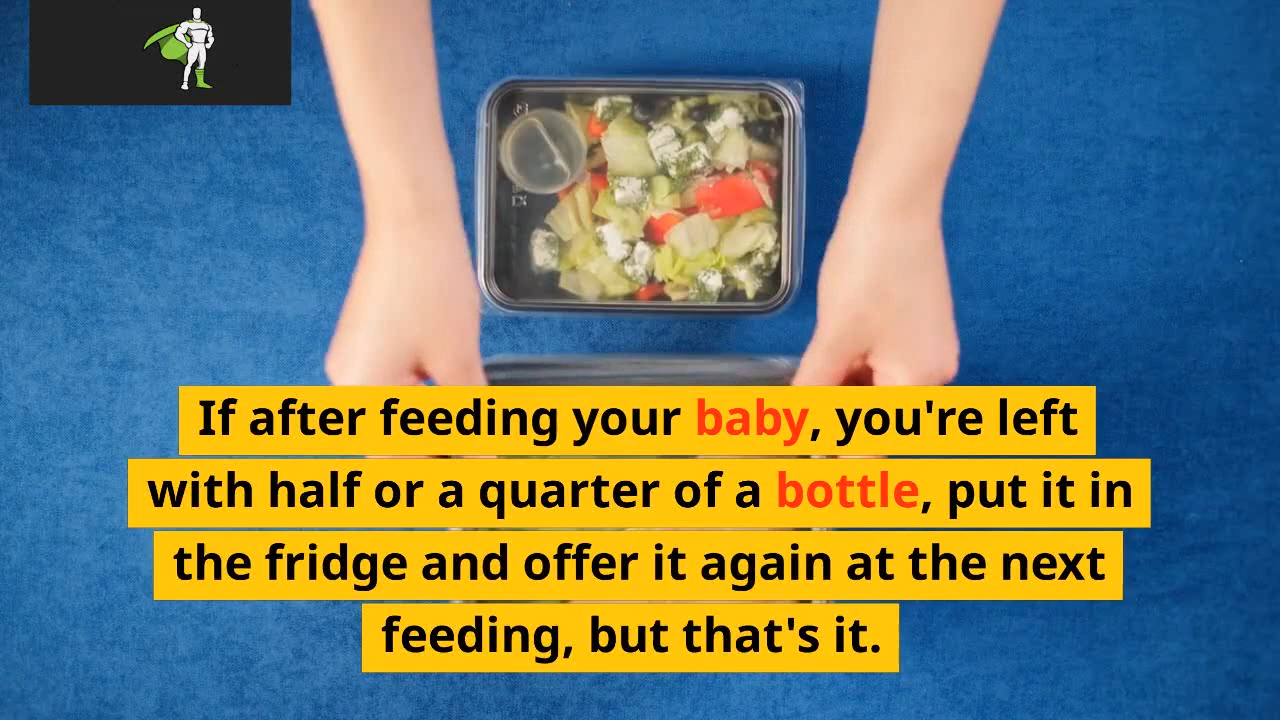 If after feeding your baby, you're left
with half or a quarter of a bottle, put it in
the fridge and offer it again at the next
feeding, but that's it.